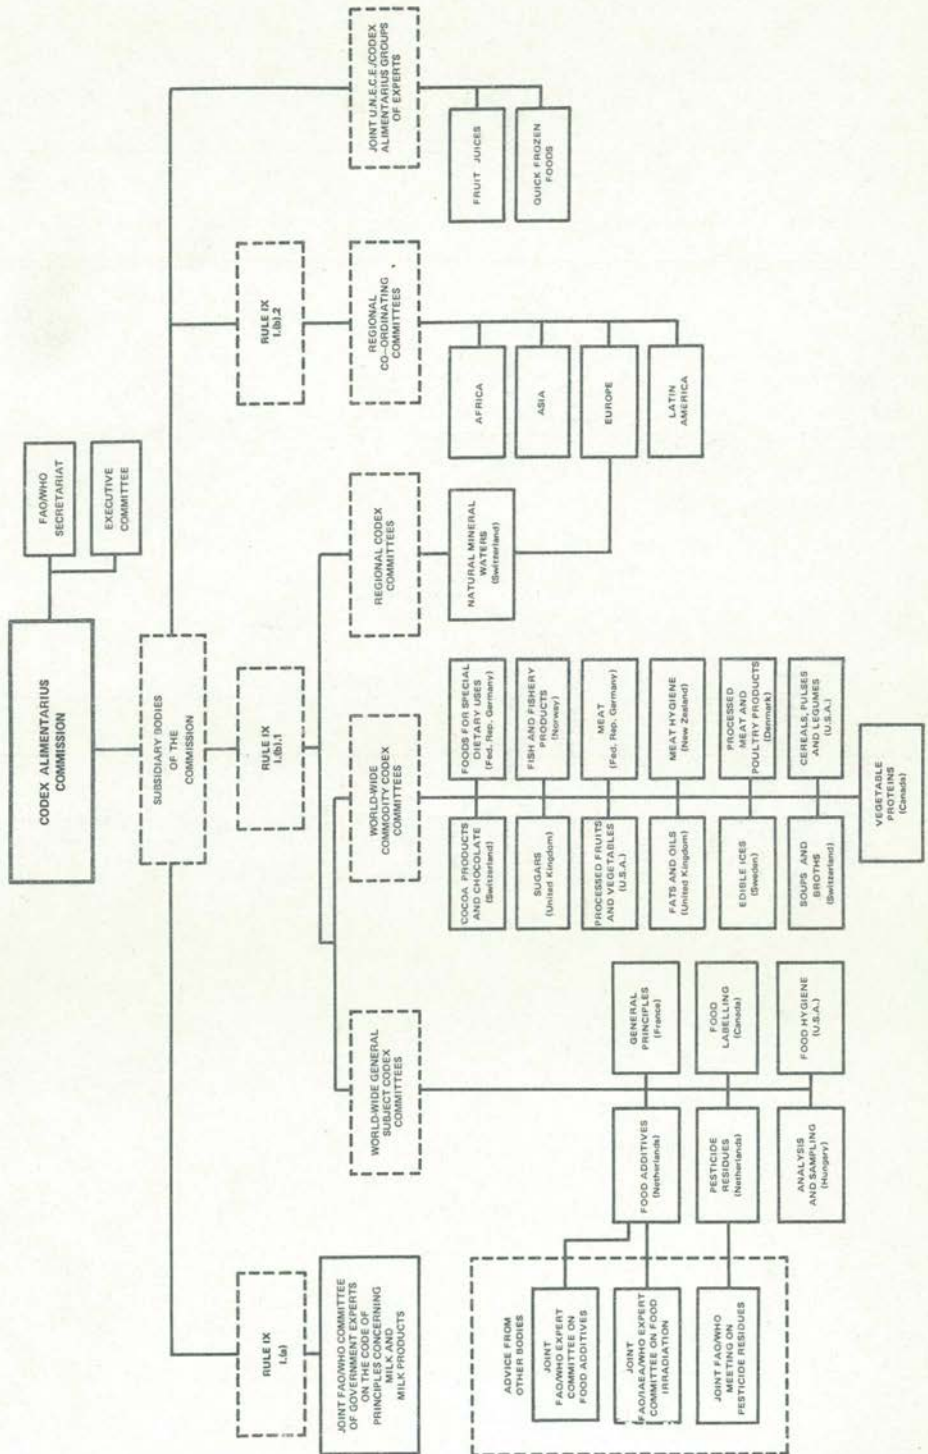 CODEX ALIMENTARIUS
COMMISSION
FAO/WHO
SECRETARIAT
EXECUTIVE
COMMITTEE
SUBSIDIARY BODIES
OF THE
COMMISSION
RULE IX
I.(a)
RULE IX
I.(b).1
RULE IX
I.(b).2
JOINT FAO/WHO COMMITTEE
OF GOVERNMENT EXPERTS
ON THE CODE OF
PRINCIPLES CONCERNING
MILK AND
MILK PRODUCTS
WORLD-WIDE GENERAL
SUBJECT CODEX
COMMITTEES
WORLD-WIDE
COMMODITY CODEX
COMMITTEES
REGIONAL CODEX
COMMITTEES
REGIONAL
CO-ORDINATING
COMMITTEES
JOINT U.N.E.C.E./CODEX
ALIMENTARIUS GROUPS
OF EXPERTS
ADVICE FROM
OTHER BODIES
JOINT
FAO/WHO EXPERT
COMMITTEE ON
FOOD ADDITIVES
JOINT
FAO/IAEA/WHO EXPERT
COMMITTEE ON FOOD
IRRADIATION
JOINT FAO/WHO
MEETING ON
PESTICIDE RESIDUES
FOOD ADDITIVES
(Netherlands)
PESTICIDE
RESIDUES
(Netherlands)
ANALYSIS
AND SAMPLING
(Hungary)
GENERAL
PRINCIPLES
(France)
FOOD
LABELLING
(Canada)
FOOD HYGIENE
(U.S.A.)
COCOA PRODUCTS
AND CHOCOLATE
(Switzerland)
SUGARS
(United Kingdom)
PROCESSED FRUITS
AND VEGETABLES
(U.S.A.)
FATS AND OILS
(United Kingdom)
EDIBLE ICES
(Sweden)
SOUPS AND
BROTHS
(Switzerland)
FOODS FOR SPECIAL
DIETARY USES
(Fed. Rep. Germany)
FISH AND FISHERY
PRODUCTS
(Norway)
MEAT
(Fed. Rep. Germany)
MEAT HYGIENE
(New Zealand)
PROCESSED
MEAT AND
POULTRY PRODUCTS
(Denmark)
CEREALS, PULSES
AND LEGUMES
(U.S.A.)
VEGETABLE
PROTEINS
(Canada)
NATURAL MINERAL
WATERS
(Switzerland)
AFRICA
ASIA
EUROPE
LATIN
AMERICA
FRUIT JUICES
QUICK FROZEN
FOODS